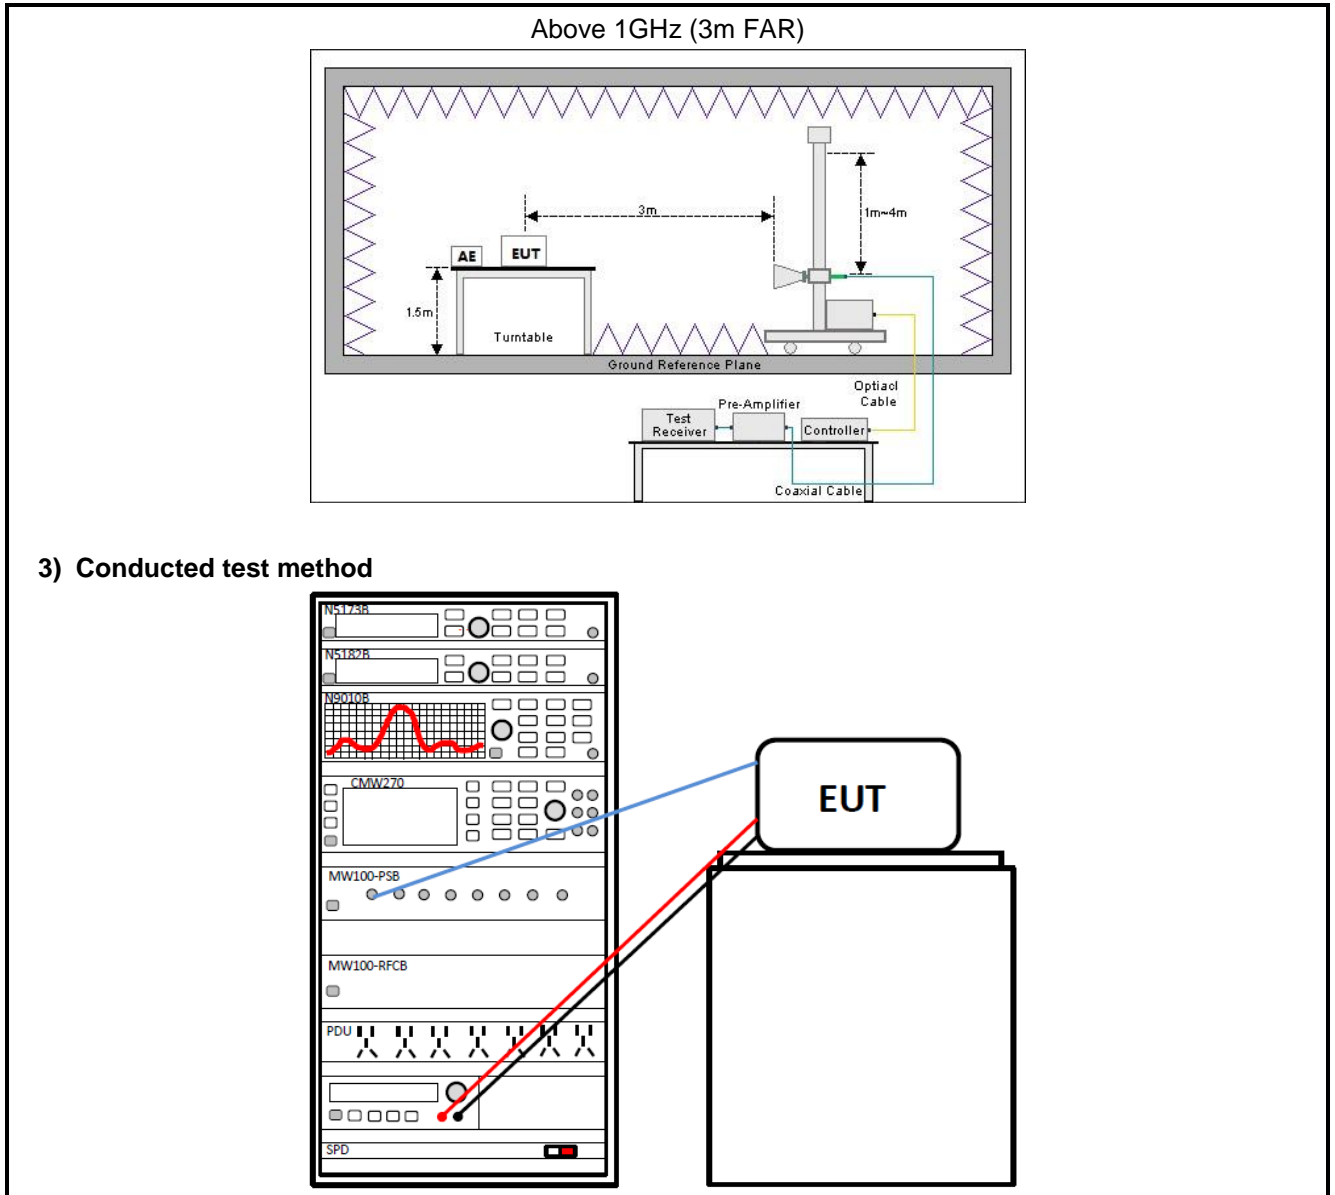 Above 1GHz (3m FAR)
3m
1m~4m
AE
EUT
1.5m
Turntable
Ground Reference Plane
Optiacl
Cable
Pre-Amplifier
Test
Receiver
Controller
Coaxial Cable
3) Conducted test method
N5173B
N5182B
N9010B
CMW270
EUT
MW100-PSB
MW100-RFCB
PDU
SPD